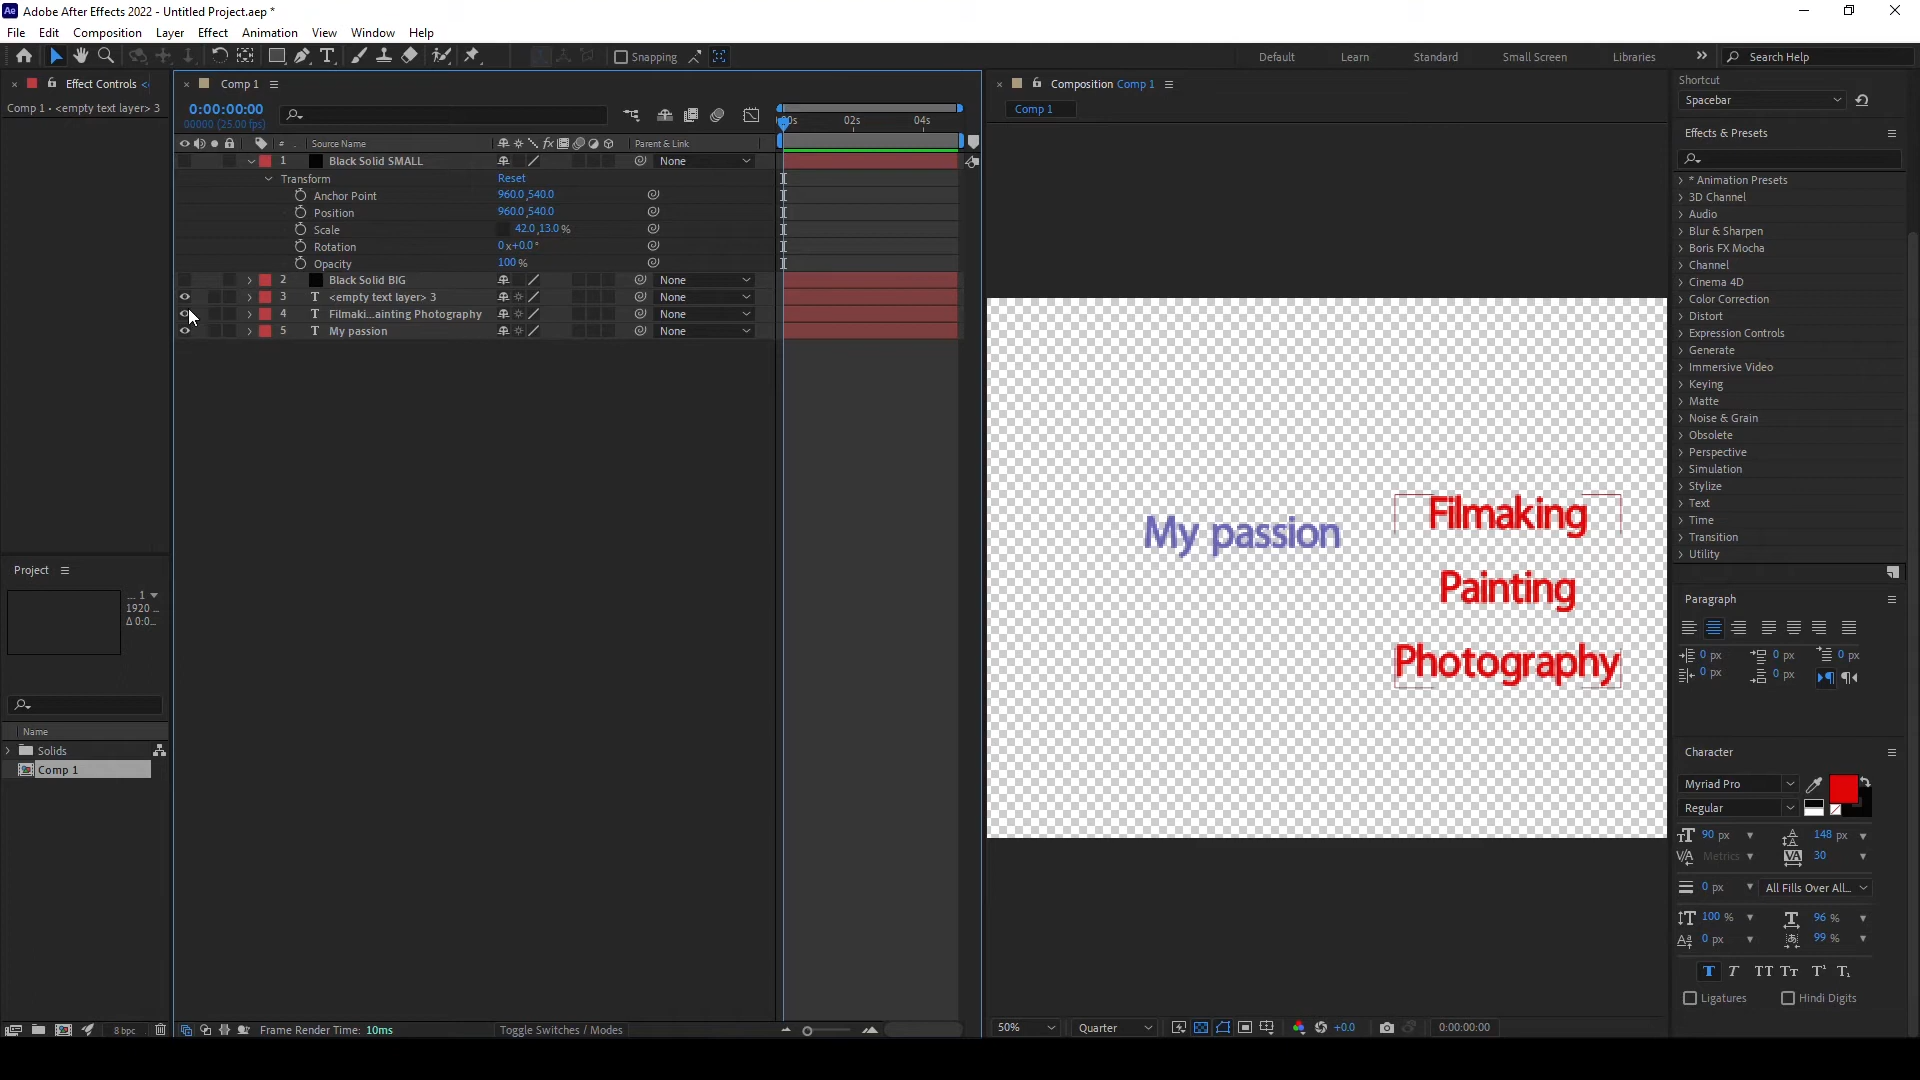 Ae Adobe After Effects 2022 - Untitled Project.aep *
File Edit Composition Layer Effect Animation View Window Help
Snapping
Default Learn Standard Small Screen Libraries
Search Help
Effect Controls
Comp 1 • <empty text layer> 3
Comp 1
0:00:00:00
00000 (25.00 fps)
02s 04s
# Source Name Parent & Link
1 Black Solid SMALL None
Transform Reset
Anchor Point 960.0,540.0
Position 960.0,540.0
Scale 42.0,13.0%
Rotation 0x+0.0°
Opacity 100%
2 Black Solid BIG None
3 T <empty text layer> 3 None
4 T Filmaki...ainting Photography None
5 T My passion None
Project
... 1
1920 ...
Δ 0:0...
Name
Solids
Comp 1
8 bpc
Frame Render Time: 10ms
Toggle Switches / Modes
Composition Comp 1
Comp 1
My passion
Filmaking
Painting
Photography
50% Quarter +0.0 0:00:00:00
Shortcut
Spacebar
Effects & Presets
* Animation Presets
3D Channel
Audio
Blur & Sharpen
Boris FX Mocha
Channel
Cinema 4D
Color Correction
Distort
Expression Controls
Generate
Immersive Video
Keying
Matte
Noise & Grain
Obsolete
Perspective
Simulation
Stylize
Text
Time
Transition
Utility
Paragraph
0 px 0 px 0 px
0 px 0 px
Character
Myriad Pro
Regular
90 px 148 px
Metrics 30
0 px All Fills Over All...
100 % 96 %
0 px 99 %
T T TT Tt T¹ T₁
Ligatures Hindi Digits